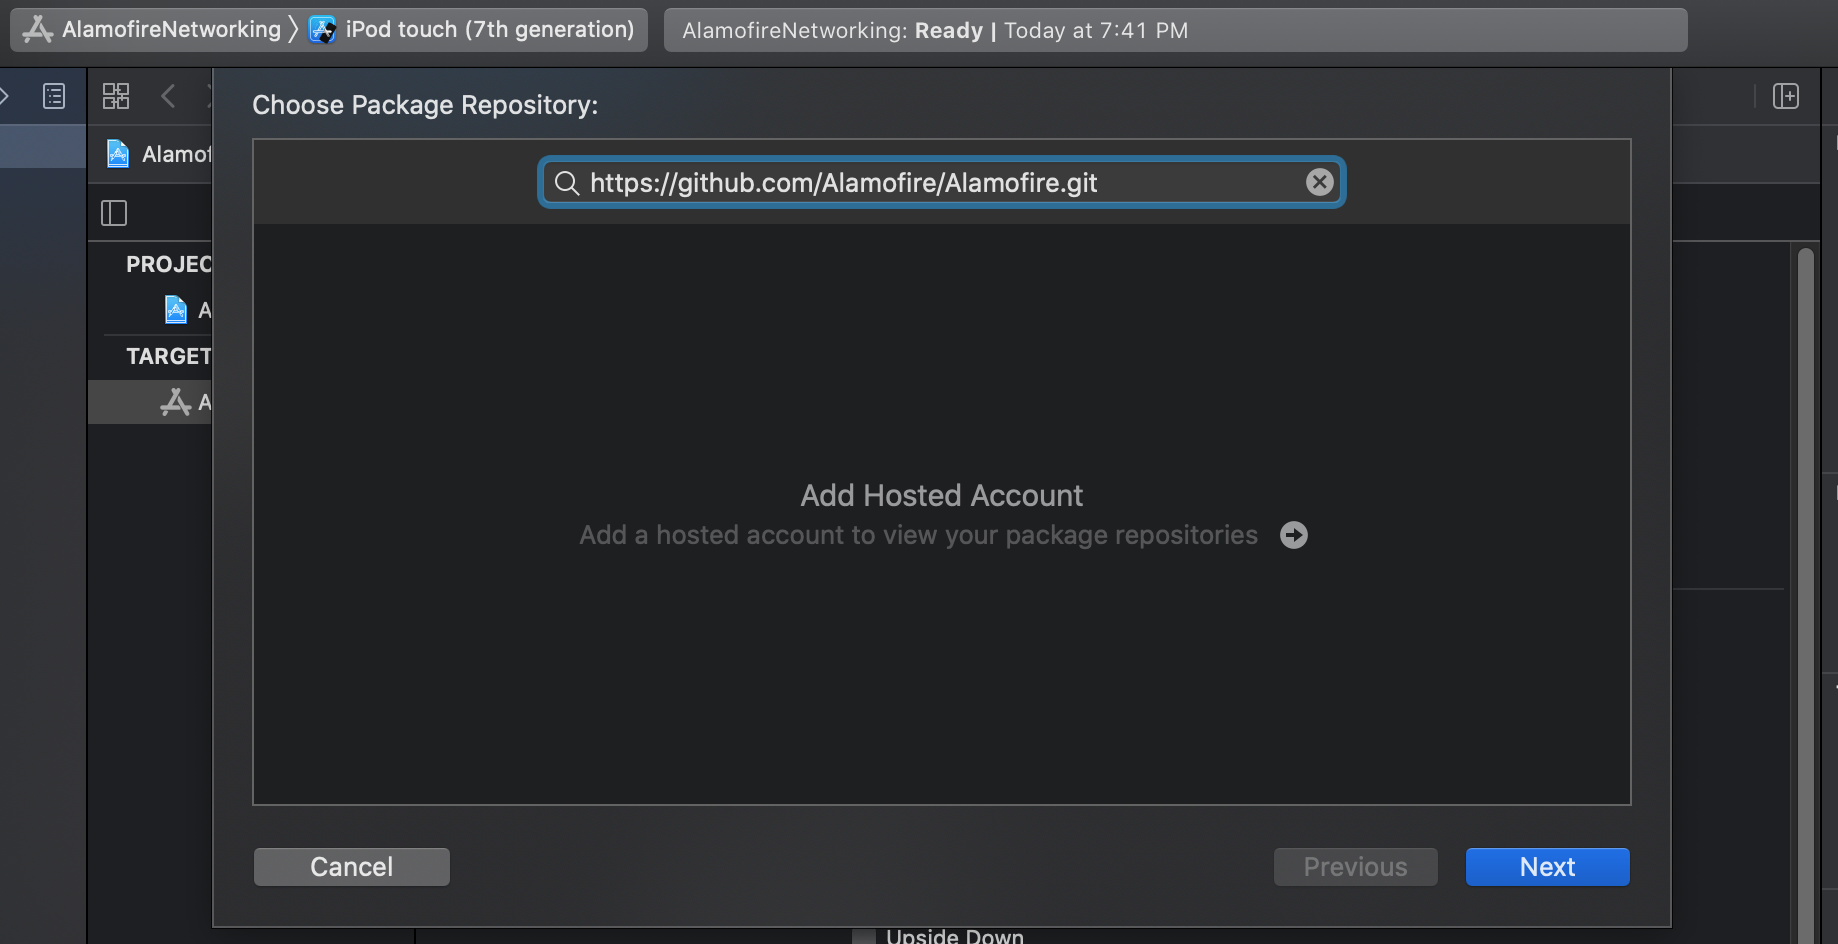 AlamofireNetworking iPod touch (7th generation)
AlamofireNetworking: Ready | Today at 7:41 PM
Choose Package Repository:
https://github.com/Alamofire/Alamofire.git
Alamof
PROJEC
A
TARGET
A
Add Hosted Account
Add a hosted account to view your package repositories
Cancel
Previous
Next
Upside Down